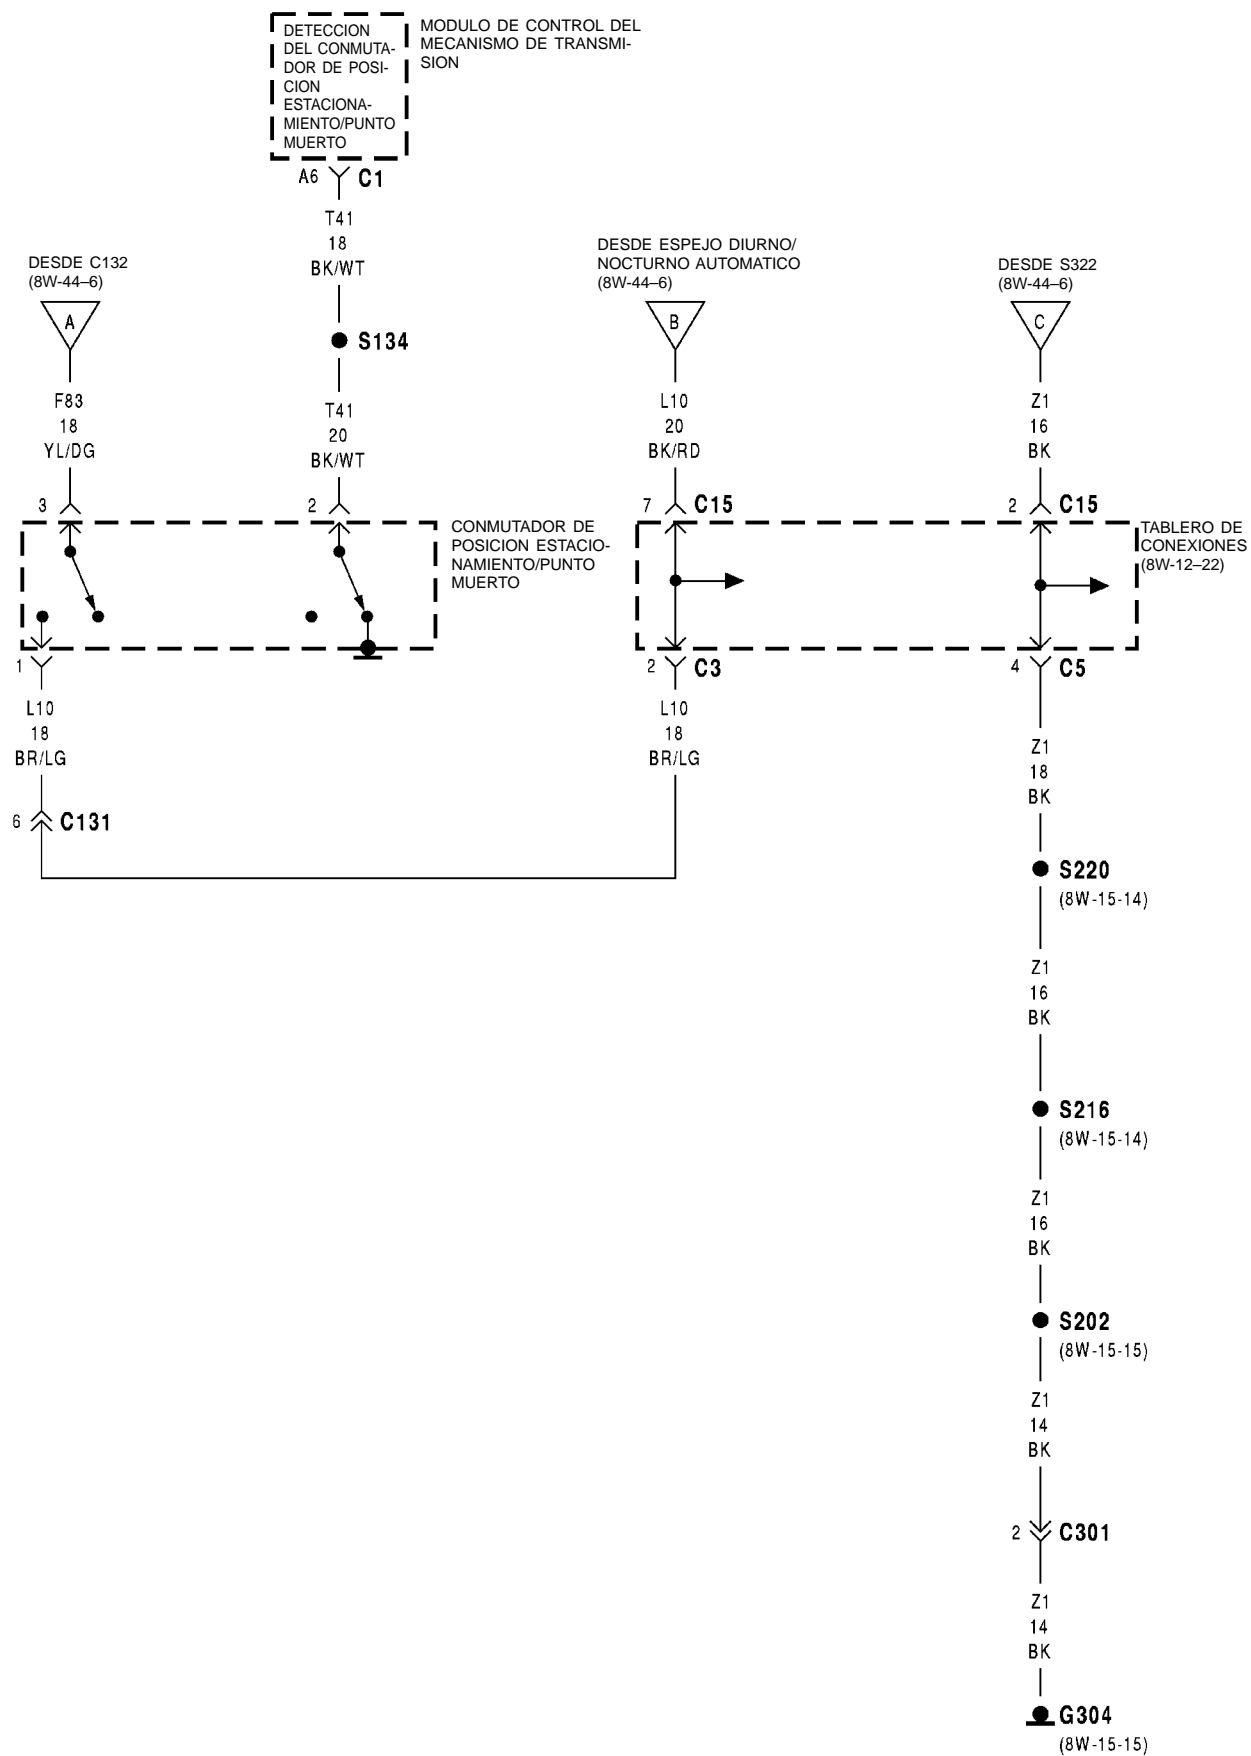 DETECCION
DEL CONMUTA-
DOR DE POSI-
CION
ESTACIONA-
MIENTO/PUNTO
MUERTO
MODULO DE CONTROL DEL
MECANISMO DE TRANSMI-
SION
A6 C1
T41
18
BK/WT
S134
T41
20
BK/WT
DESDE C132
(8W-44–6)
A
F83
18
YL/DG
DESDE ESPEJO DIURNO/
NOCTURNO AUTOMATICO
(8W-44–6)
B
L10
20
BK/RD
DESDE S322
(8W-44–6)
C
Z1
16
BK
3
2
7 C15
2 C15
CONMUTADOR DE
POSICION ESTACIO-
NAMIENTO/PUNTO
MUERTO
TABLERO DE
CONEXIONES
(8W-12–22)
1
2 C3
4 C5
L10
18
BR/LG
6 C131
L10
18
BR/LG
Z1
18
BK
S220
(8W-15-14)
Z1
16
BK
S216
(8W-15-14)
Z1
16
BK
S202
(8W-15-15)
Z1
14
BK
2 C301
Z1
14
BK
G304
(8W-15-15)